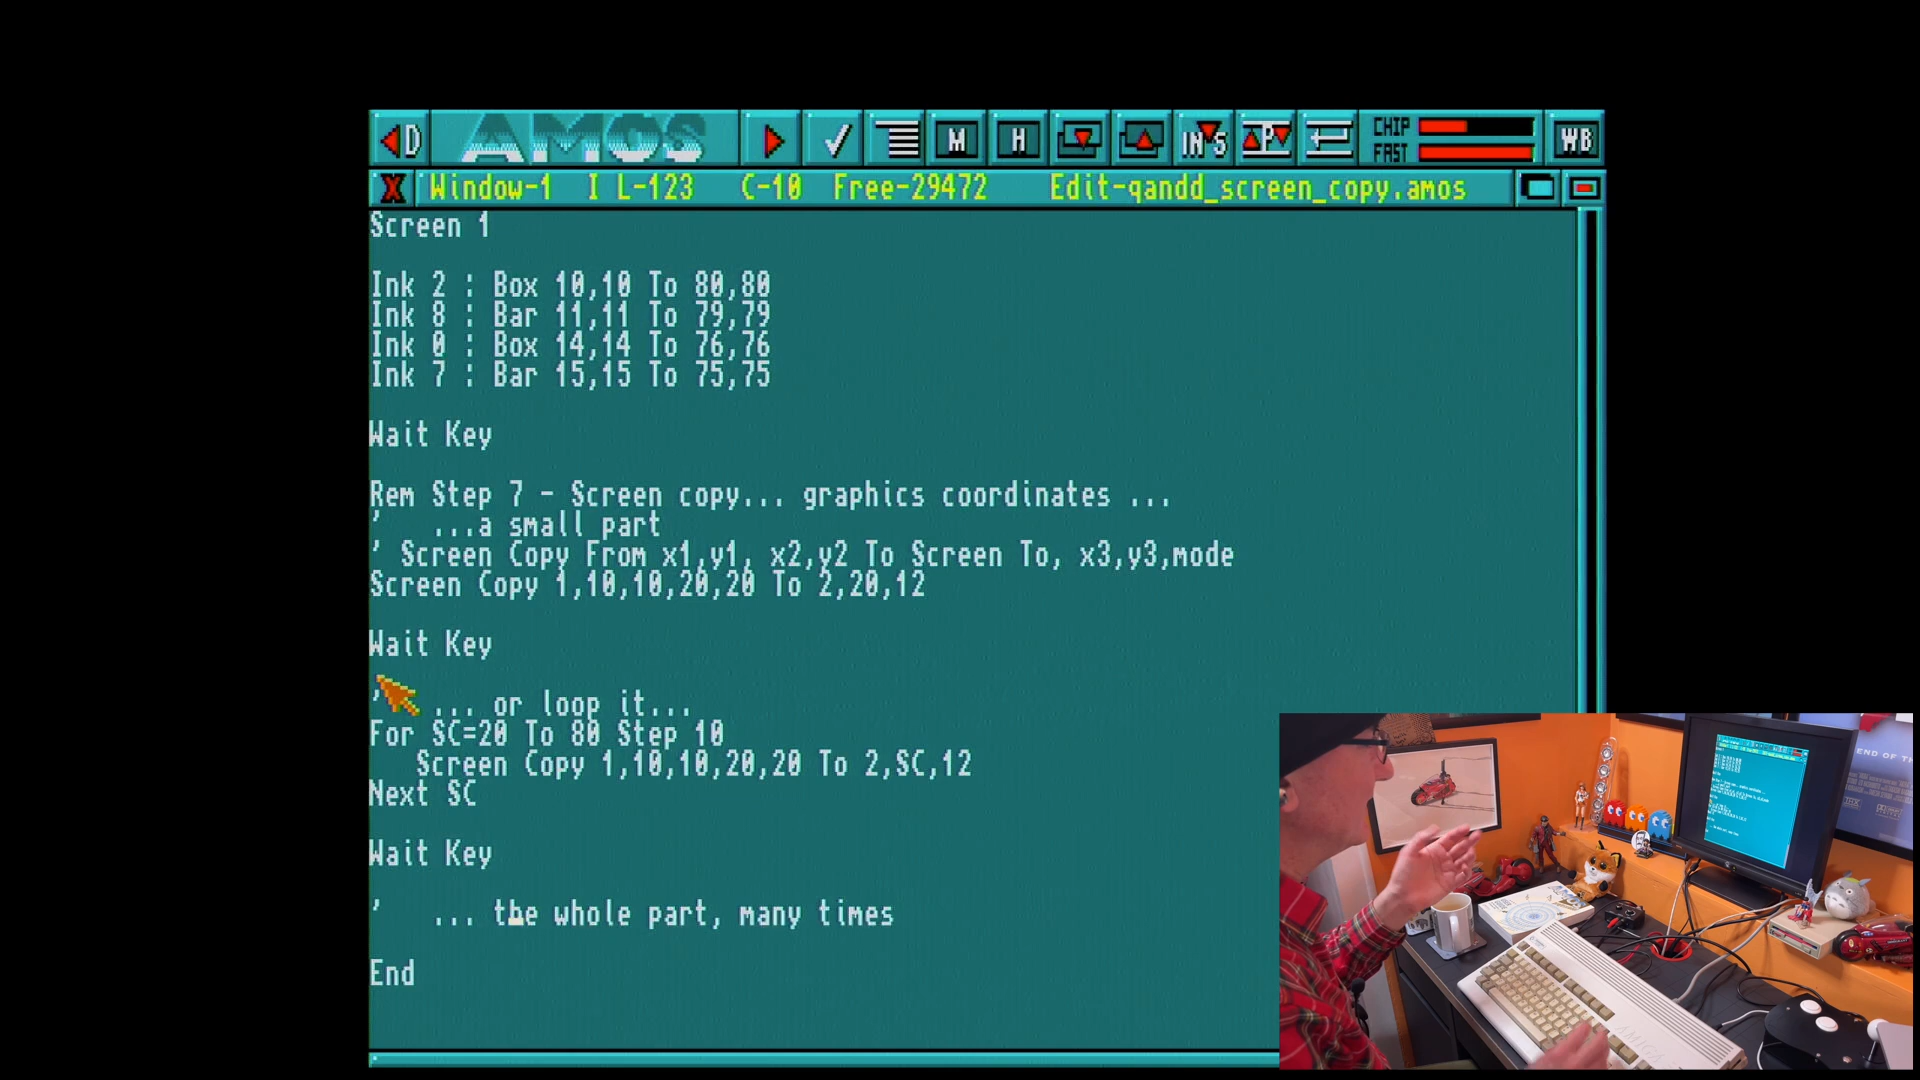 D AMOS M H INS P CHIP FAST WB
X Window-1 I L-123 C-10 Free-29472 Edit-qandd_screen_copy.amos
Screen 1
Ink 2 : Box 10,10 To 80,80
Ink 8 : Bar 11,11 To 79,79
Ink 0 : Box 14,14 To 76,76
Ink 7 : Bar 15,15 To 75,75
Wait Key
Rem Step 7 - Screen copy... graphics coordinates ...
'   ...a small part
' Screen Copy From x1,y1, x2,y2 To Screen To, x3,y3,mode
Screen Copy 1,10,10,20,20 To 2,20,12
Wait Key
'   ... or loop it...
For SC=20 To 80 Step 10
   Screen Copy 1,10,10,20,20 To 2,SC,12
Next SC
Wait Key
'   ... the whole part, many times
End
END OF TH